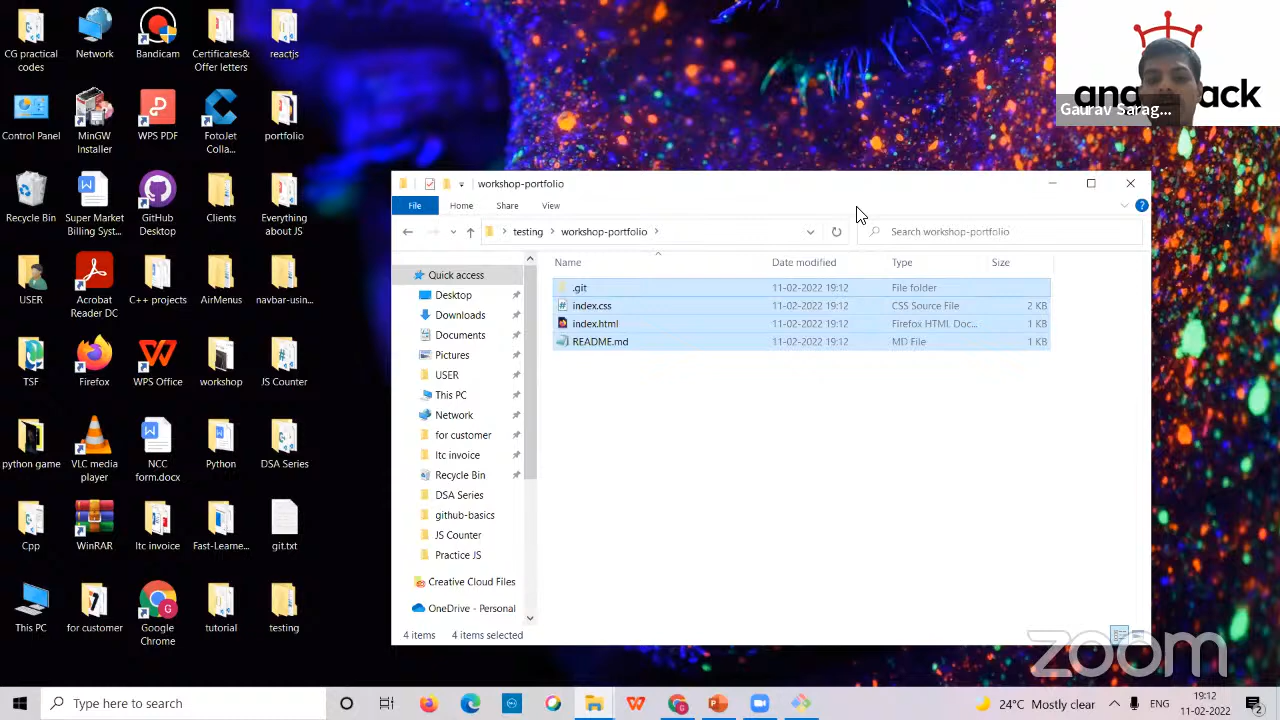 CG practical codes
Network
Bandicam
Certificates& Offer letters
reactjs
Control Panel
MinGW Installer
WPS PDF
FotoJet Colla...
portfolio
Recycle Bin
Super Market Billing Syst...
GitHub Desktop
Clients
Everything about JS
USER
Acrobat Reader DC
C++ projects
AirMenus
navbar-usin...
TSF
Firefox
WPS Office
workshop
JS Counter
python game
VLC media player
NCC form.docx
Python
DSA Series
Cpp
WinRAR
ltc invoice
Fast-Learne...
git.txt
This PC
for customer
Google Chrome
tutorial
testing
Gaurav Sarag...
workshop-portfolio
File Home Share View
testing workshop-portfolio
Search workshop-portfolio
Name Date modified Type Size
.git 11-02-2022 19:12 File folder
index.css 11-02-2022 19:12 CSS Source File 2 KB
index.html 11-02-2022 19:12 Firefox HTML Doc... 1 KB
README.md 11-02-2022 19:12 MD File 1 KB
Quick access
Desktop
Downloads
Documents
Pictures
USER
This PC
Network
for customer
ltc invoice
Recycle Bin
DSA Series
github-basics
JS Counter
Practice JS
Creative Cloud Files
OneDrive - Personal
4 items 4 items selected
zoom
Type here to search
24°C Mostly clear
19:12
11-02-2022
2